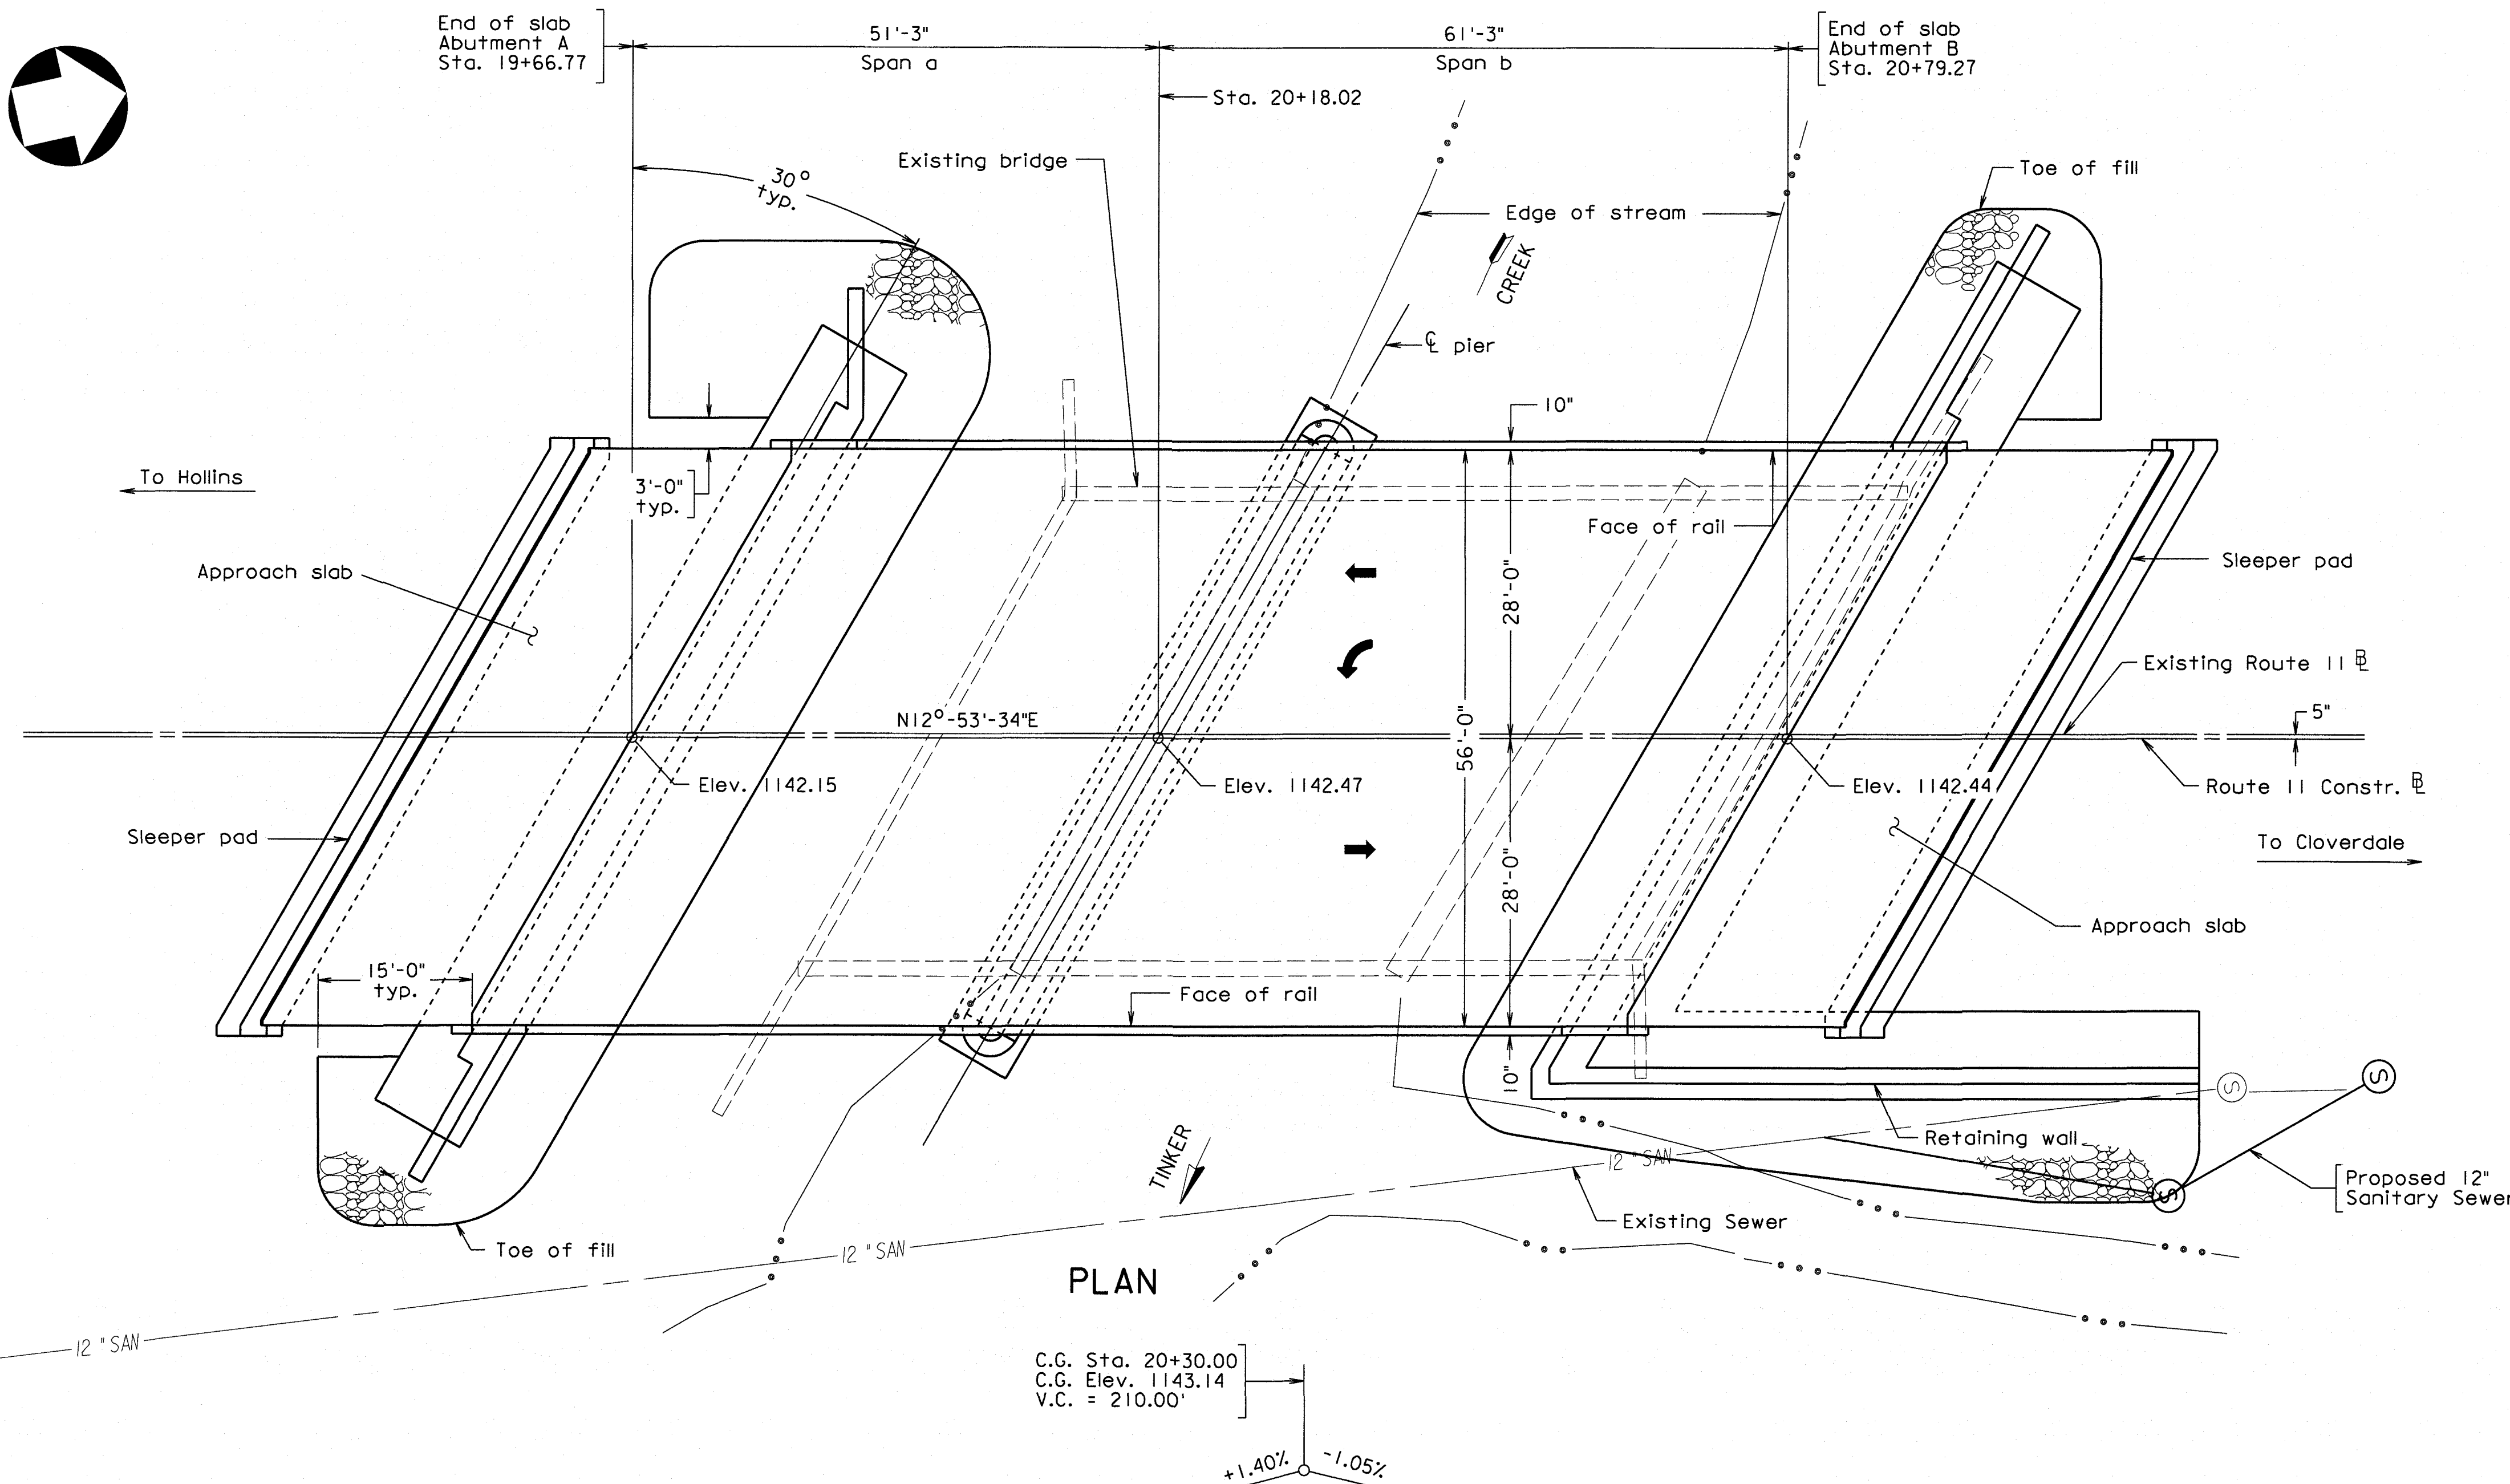 End of slab
Abutment A
Sta. 19+66.77
51'-3"
Span a
61'-3"
Span b
End of slab
Abutment B
Sta. 20+79.27
Sta. 20+18.02
Existing bridge
30°
typ.
Toe of fill
Edge of stream
CREEK
℄ pier
10"
To Hollins
3'-0"
typ.
Face of rail
Approach slab
Sleeper pad
28'-0"
56'-0"
Existing Route 11 BL
N12°-53'-34"E
5"
Elev. 1142.15
Elev. 1142.47
Elev. 1142.44
Route 11 Constr. BL
Sleeper pad
To Cloverdale
28'-0"
Approach slab
15'-0"
typ.
Face of rail
10"
S
S
TINKER
Retaining wall
12 "SAN
S
Proposed 12"
Sanitary Sewer
Existing Sewer
Toe of fill
12 "SAN
PLAN
12 "SAN
C.G. Sta. 20+30.00
C.G. Elev. 1143.14
V.C. = 210.00'
+1.40%
-1.05%